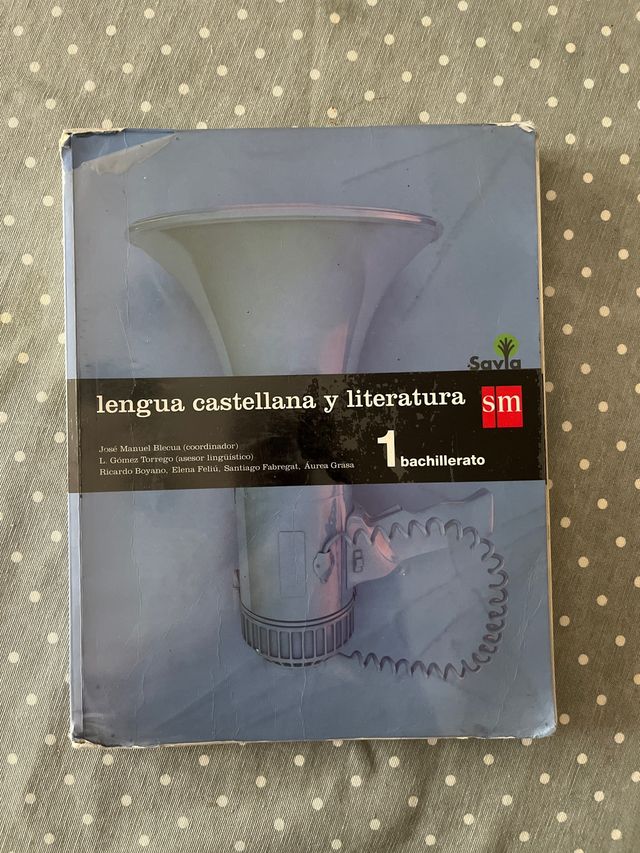 Savia
lengua castellana y literatura
sm
José Manuel Blecua (coordinador)
L. Gómez Torrego (asesor lingüístico)
Ricardo Boyano, Elena Feliú, Santiago Fabregat, Áurea Grasa
1 bachillerato